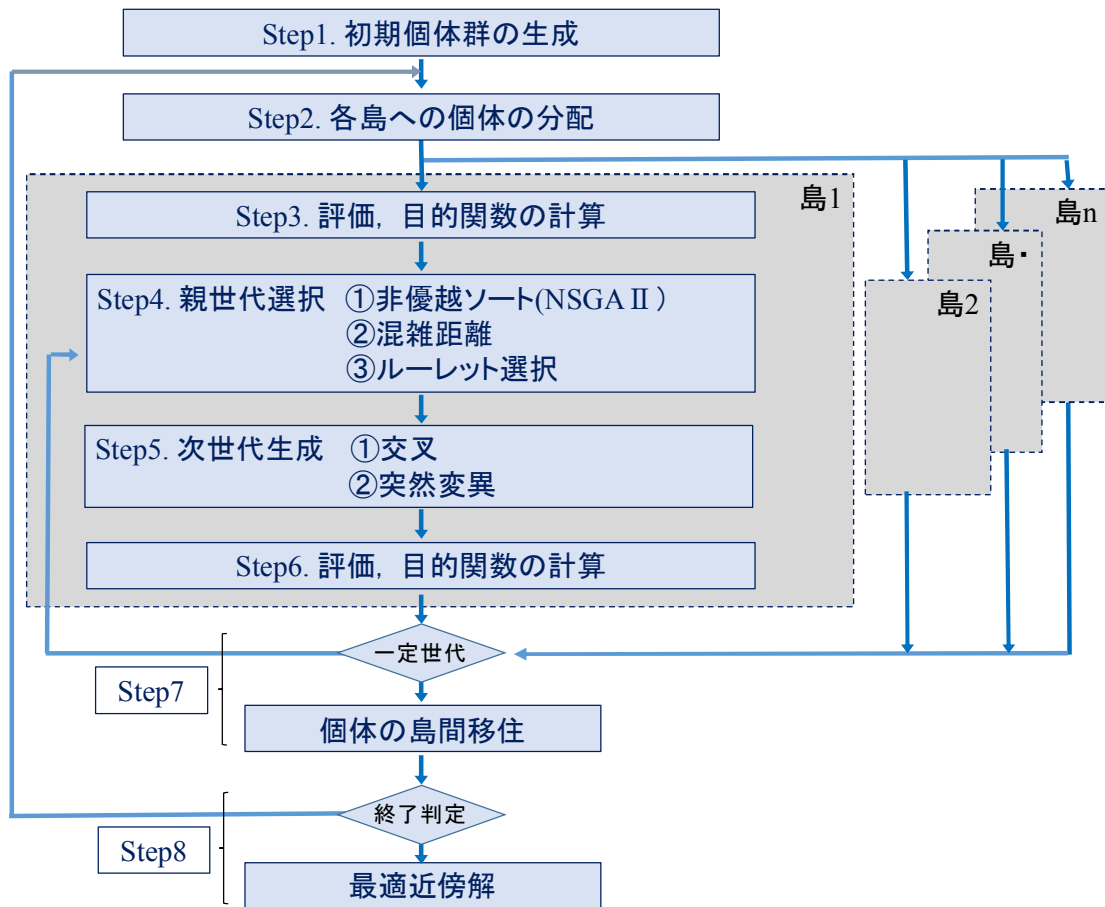 Step1. 初期個体群の生成
Step2. 各島への個体の分配
島1
Step3. 評価, 目的関数の計算
Step4. 親世代選択 ①非優越ソート(NSGAⅡ)
②混雑距離
③ルーレット選択
Step5. 次世代生成 ①交叉
②突然変異
Step6. 評価, 目的関数の計算
島n
島・
島2
一定世代
Step7
個体の島間移住
終了判定
Step8
最適近傍解